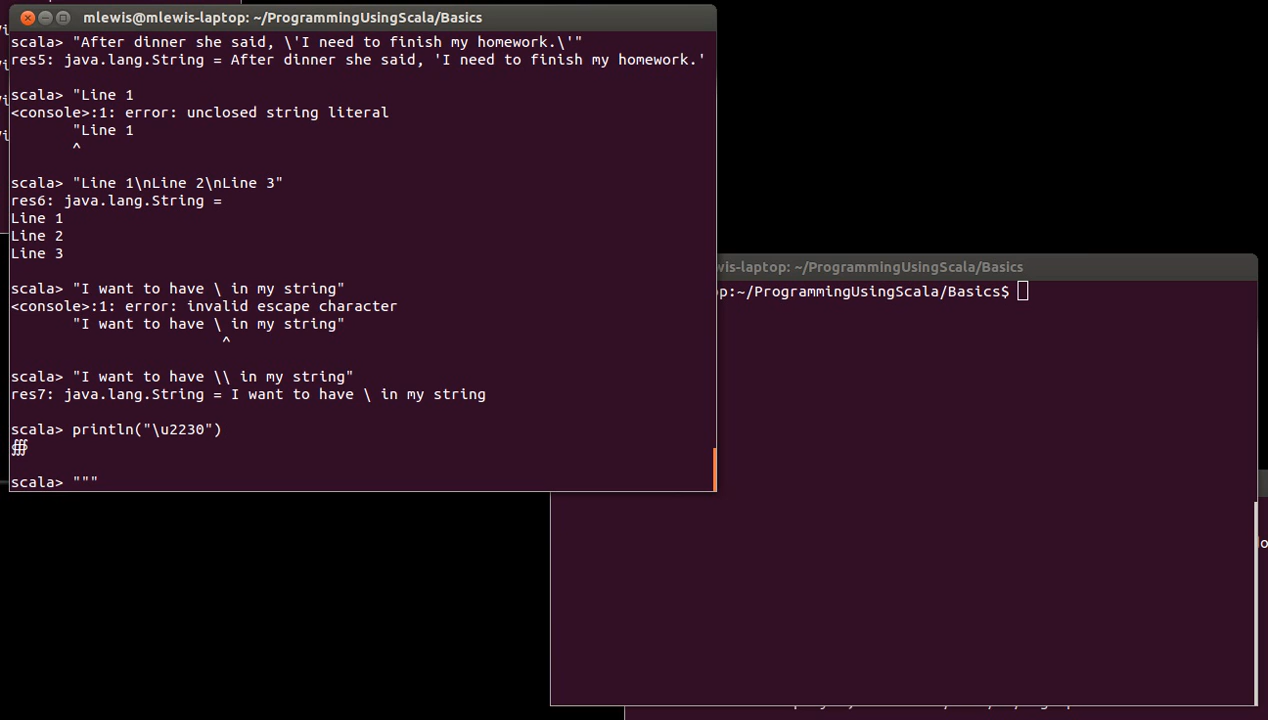 mlewis@mlewis-laptop: ~/ProgrammingUsingScala/Basics
scala> "After dinner she said, \'I need to finish my homework.\'"
res5: java.lang.String = After dinner she said, 'I need to finish my homework.'
scala> "Line 1
<console>:1: error: unclosed string literal
"Line 1
^
scala> "Line 1\nLine 2\nLine 3"
res6: java.lang.String =
Line 1
Line 2
Line 3
scala> "I want to have \ in my string"
<console>:1: error: invalid escape character
"I want to have \ in my string"
^
scala> "I want to have \\ in my string"
res7: java.lang.String = I want to have \ in my string
scala> println("\u2230")
∰
scala> """
wis-laptop: ~/ProgrammingUsingScala/Basics
op:~/ProgrammingUsingScala/Basics$